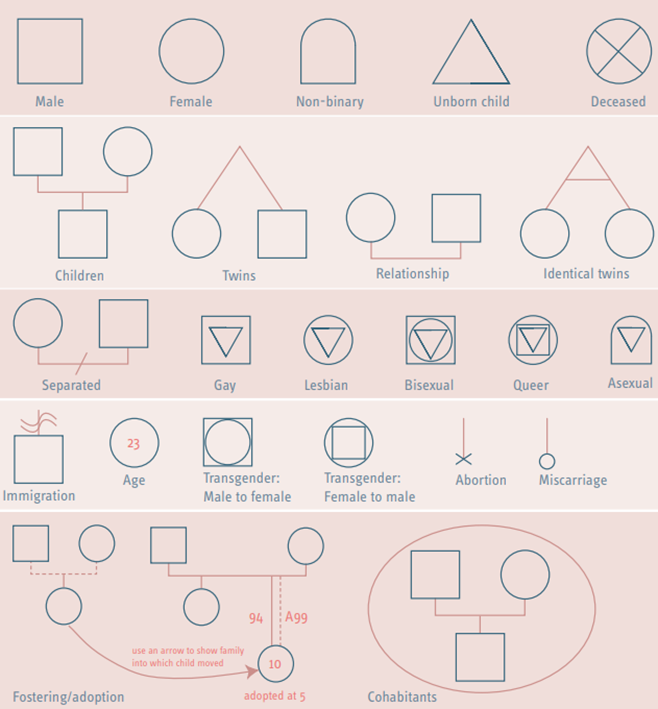 Male
Female
Non-binary
Unborn child
Deceased
Children
Twins
Relationship
Identical twins
Separated
Gay
Lesbian
Bisexual
Queer
Asexual
23
Immigration
Age
Transgender:
Male to female
Transgender:
Female to male
Abortion
Miscarriage
94
A99
use an arrow to show family
into which child moved
10
adopted at 5
Fostering/adoption
Cohabitants